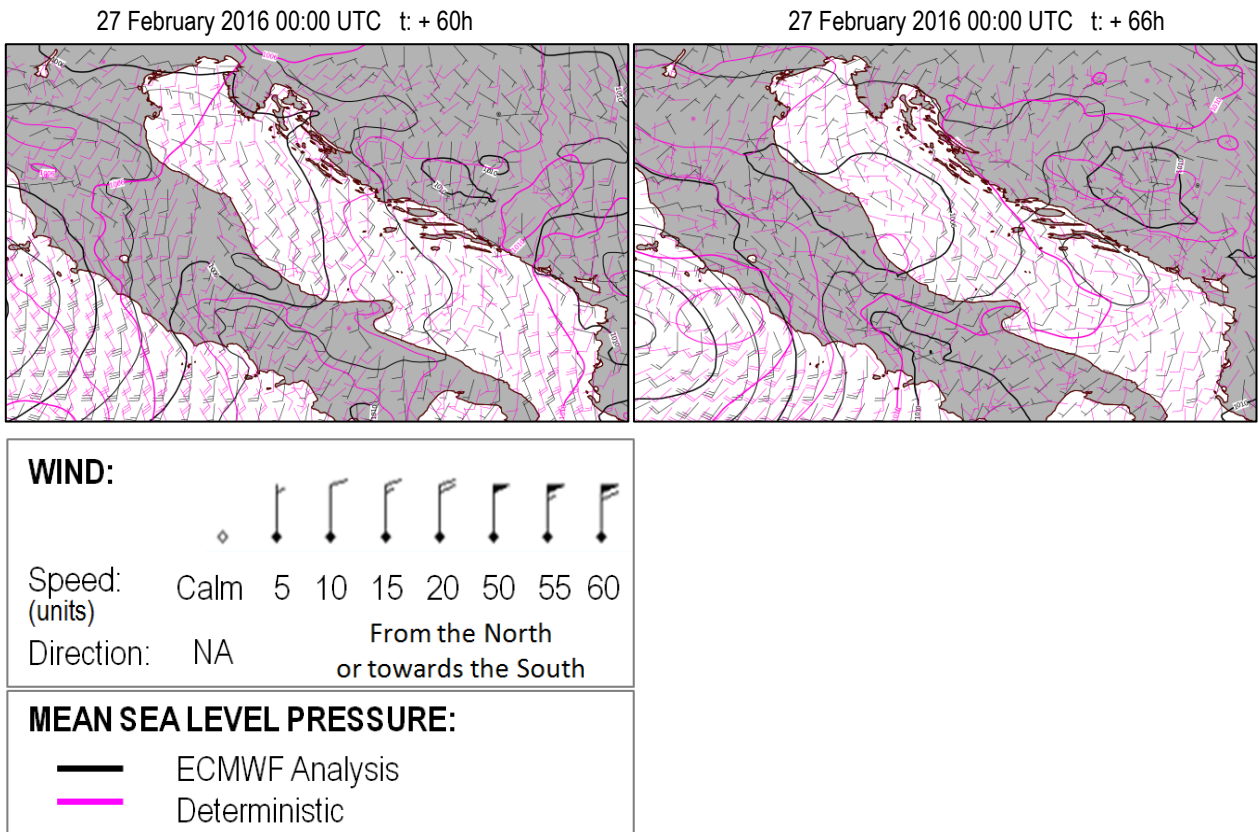 27 February 2016 00:00 UTC t: + 60h
27 February 2016 00:00 UTC t: + 66h
WIND:
Speed: Calm 5 10 15 20 50 55 60
(units)
Direction: NA From the North
or towards the South
MEAN SEA LEVEL PRESSURE:
ECMWF Analysis
Deterministic